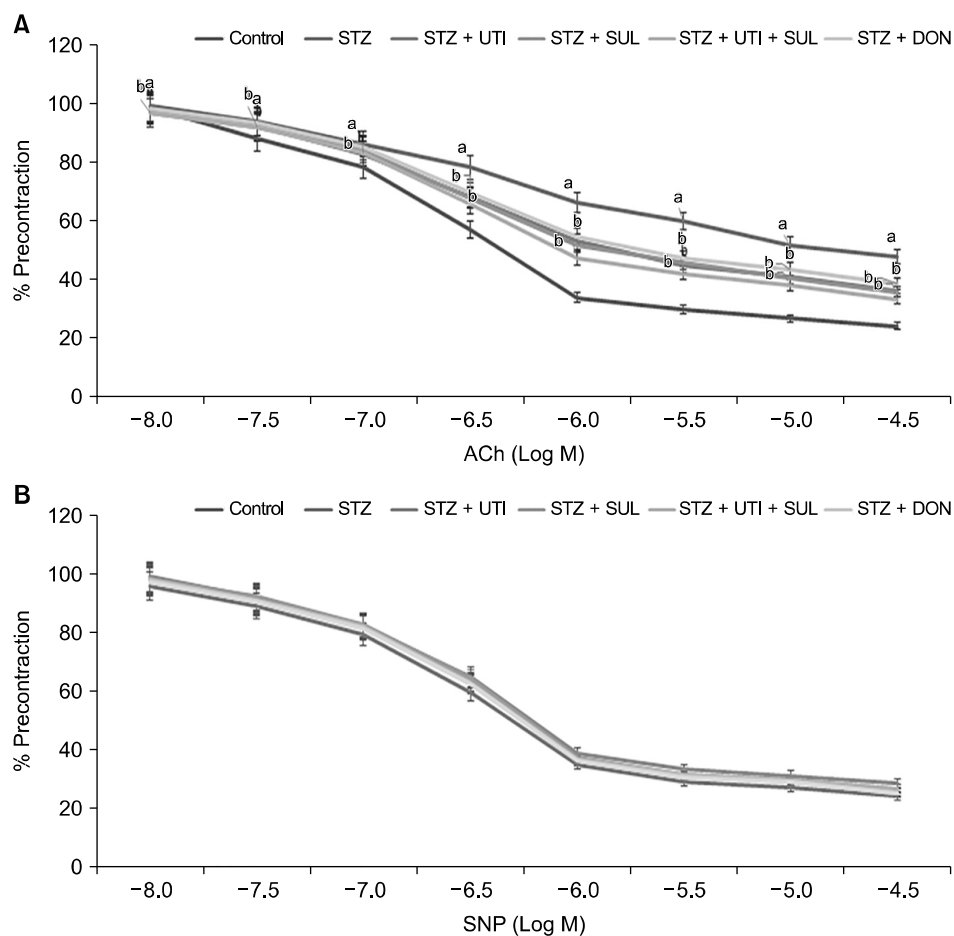 A
Control STZ STZ + UTI STZ + SUL STZ + UTI + SUL STZ + DON
% Precontraction
120
100
80
60
40
20
0
b a
b a
a
b
a
b
b
a
b
b
a
b
b
a
b
b
b
a
b
b b
−8.0 −7.5 −7.0 −6.5 −6.0 −5.5 −5.0 −4.5
ACh (Log M)
B
Control STZ STZ + UTI STZ + SUL STZ + UTI + SUL STZ + DON
% Precontraction
120
100
80
60
40
20
0
−8.0 −7.5 −7.0 −6.5 −6.0 −5.5 −5.0 −4.5
SNP (Log M)